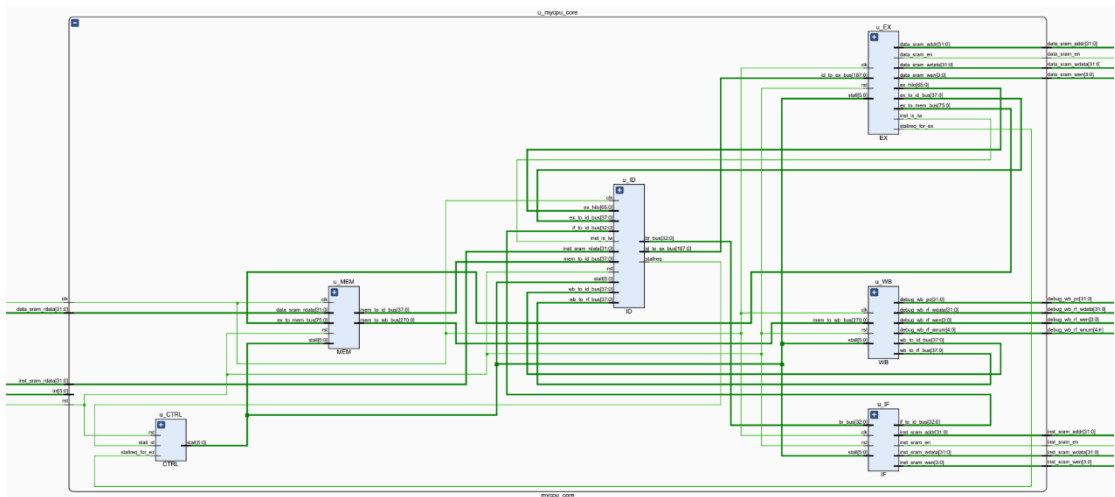 u_mycpu_core
u_EX
clk
id_to_ex_bus[187:0]
rst
stall[5:0]
data_sram_addr[31:0]
data_sram_en
data_sram_wdata[31:0]
data_sram_wen[3:0]
ex_hilo[65:0]
ex_to_id_bus[37:0]
ex_to_mem_bus[75:0]
inst_is_lw
stallreq_for_ex
EX
data_sram_addr[31:0]
data_sram_en
data_sram_wdata[31:0]
data_sram_wen[3:0]
u_ID
clk
ex_hilo[65:0]
ex_to_id_bus[37:0]
if_to_id_bus[32:0]
inst_is_lw
inst_sram_rdata[31:0]
mem_to_id_bus[37:0]
rst
stall[5:0]
wb_to_id_bus[37:0]
wb_to_rf_bus[37:0]
br_bus[32:0]
id_to_ex_bus[187:0]
stallreq
ID
clk
data_sram_rdata[31:0]
u_MEM
clk
data_sram_rdata[31:0]
ex_to_mem_bus[75:0]
rst
stall[5:0]
mem_to_id_bus[37:0]
mem_to_wb_bus[270:0]
MEM
u_WB
clk
mem_to_wb_bus[270:0]
rst
stall[5:0]
debug_wb_pc[31:0]
debug_wb_rf_wdata[31:0]
debug_wb_rf_wen[3:0]
debug_wb_rf_wnum[4:0]
wb_to_id_bus[37:0]
wb_to_rf_bus[37:0]
WB
debug_wb_pc[31:0]
debug_wb_rf_wdata[31:0]
debug_wb_rf_wen[3:0]
inst_sram_rdata[31:0]
int[5:0]
rst
u_CTRL
rst
stall_id
stallreq_for_ex
stall[5:0]
CTRL
u_IF
br_bus[32:0]
clk
rst
stall[5:0]
if_to_id_bus[32:0]
inst_sram_addr[31:0]
inst_sram_en
inst_sram_wdata[31:0]
inst_sram_wen[3:0]
IF
inst_sram_addr[31:0]
inst_sram_en
inst_sram_wdata[31:0]
inst_sram_wen[3:0]
mycpu_core